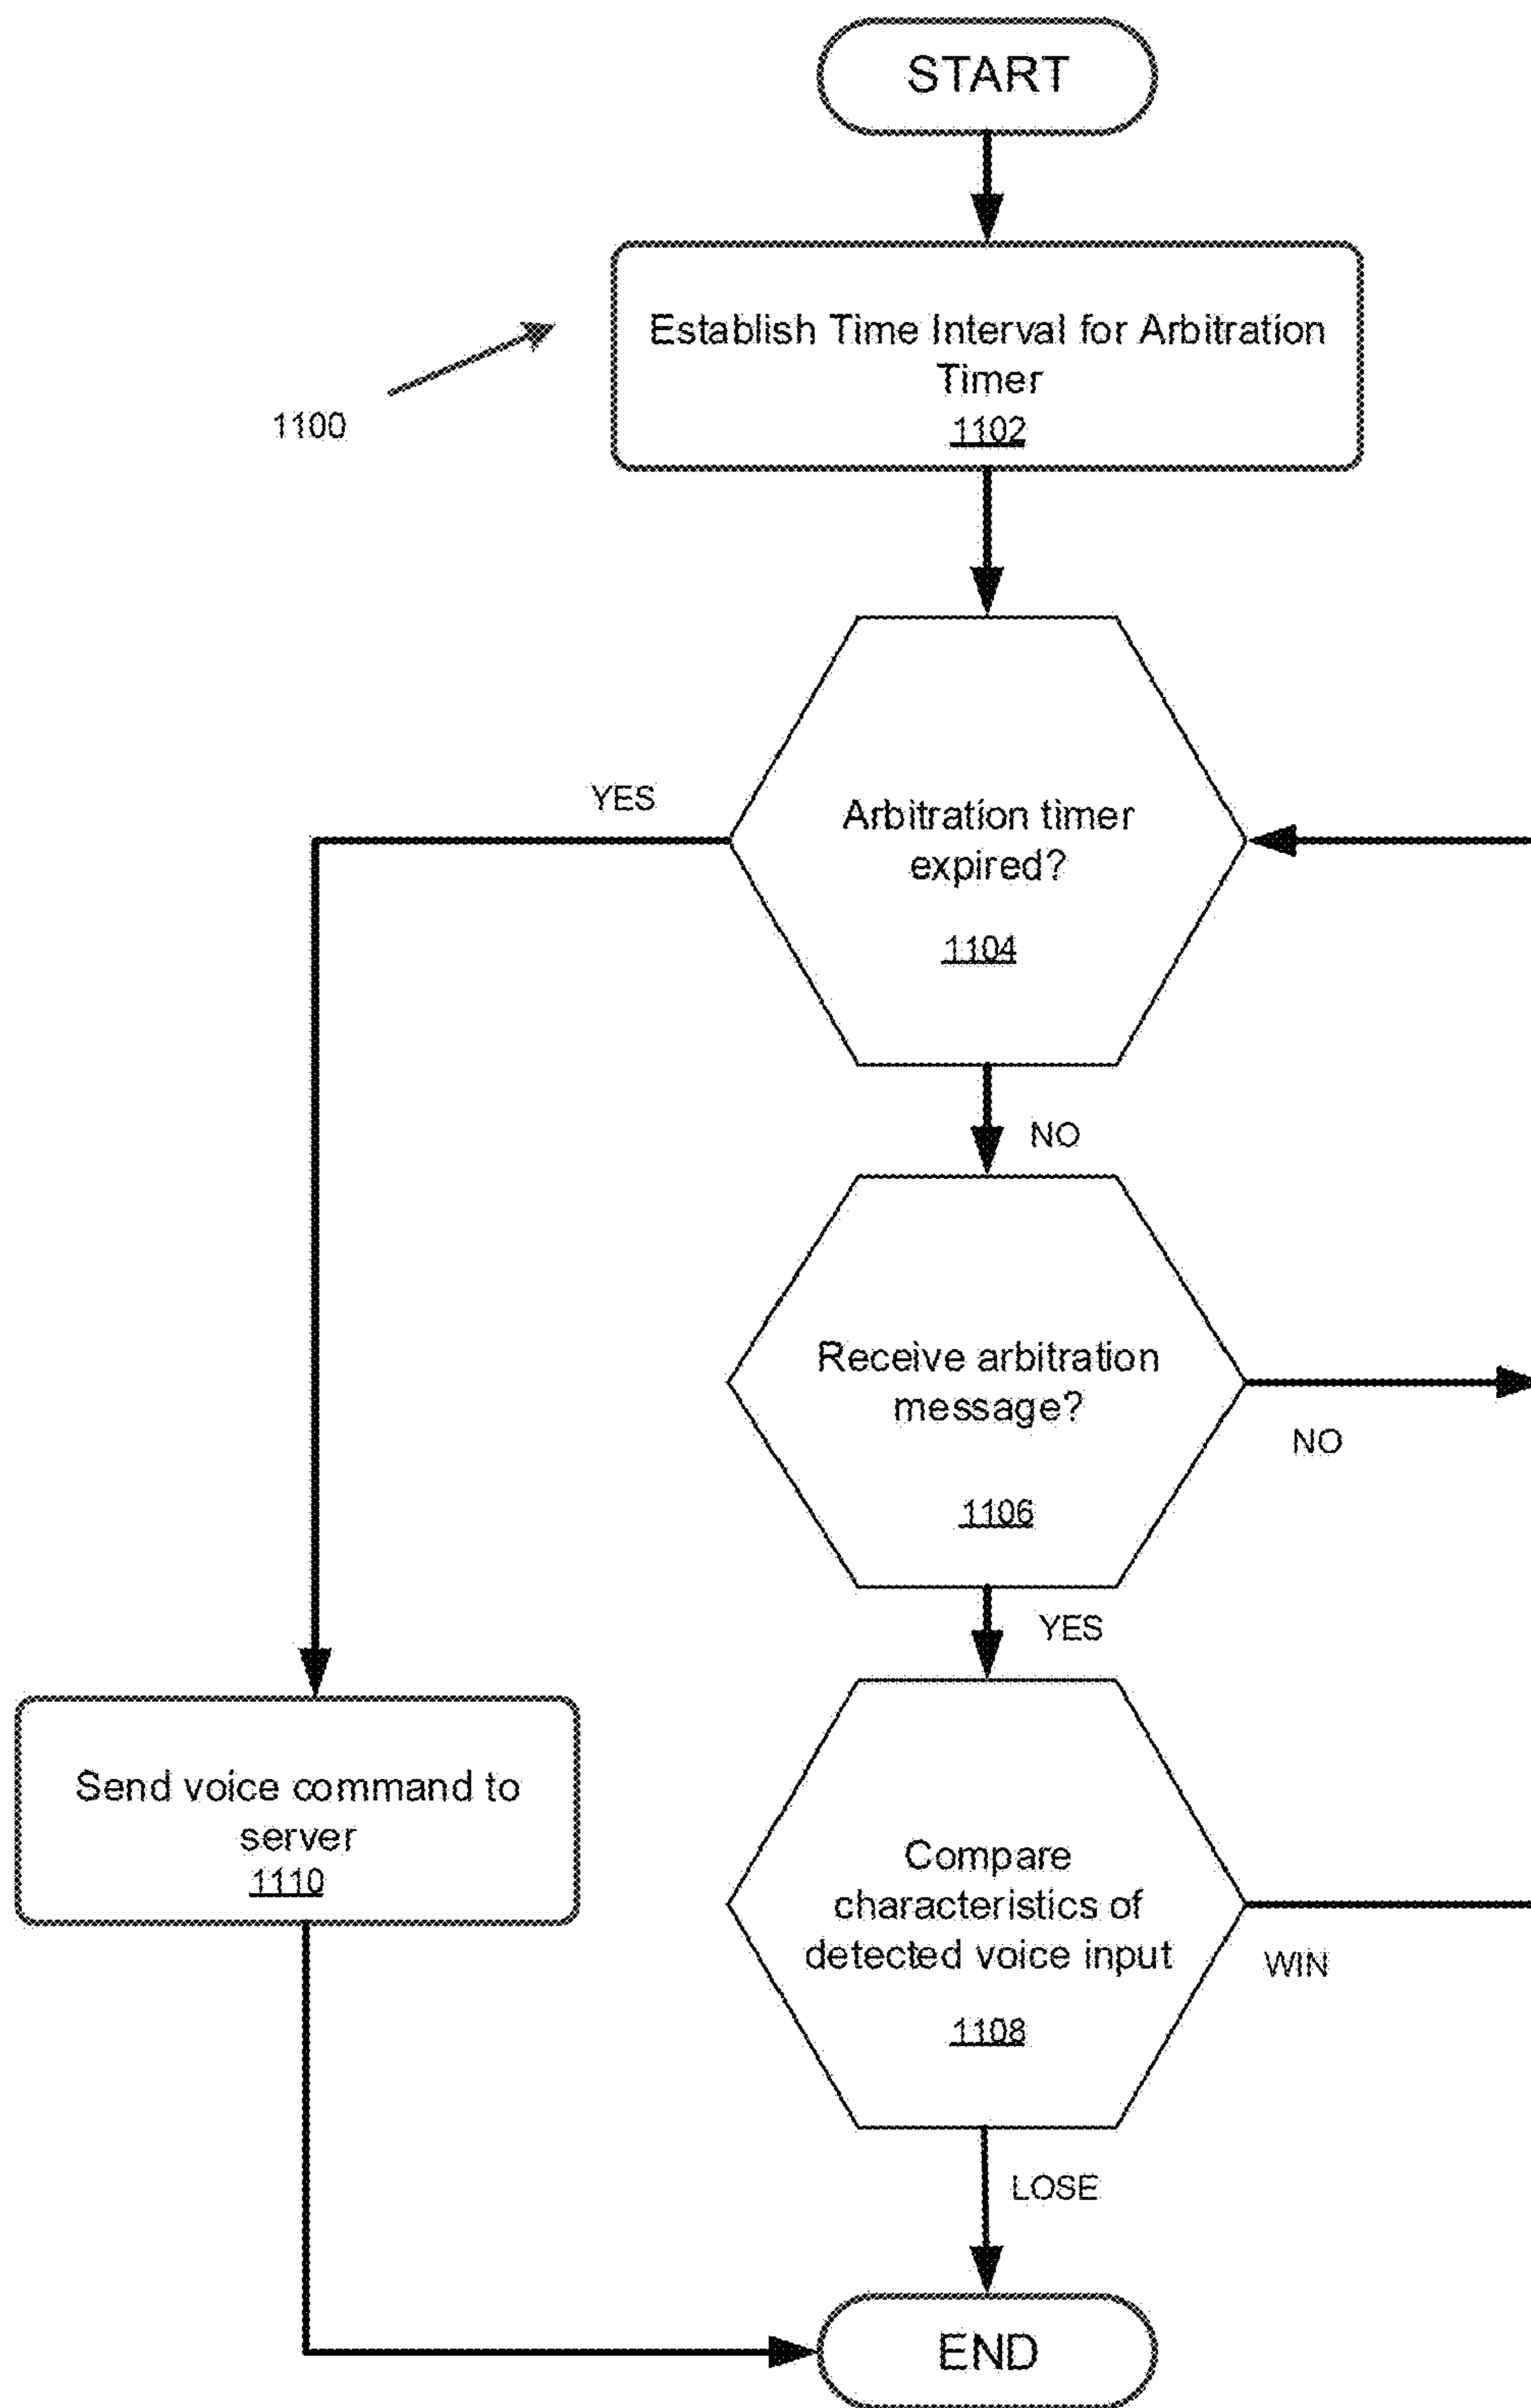 START
Establish Time Interval for Arbitration
Timer
1102
1100
Arbitration timer
expired?
1104
YES
NO
Receive arbitration
message?
1106
NO
YES
Send voice command to
server
1110
Compare
characteristics of
detected voice input
1108
WIN
LOSE
END